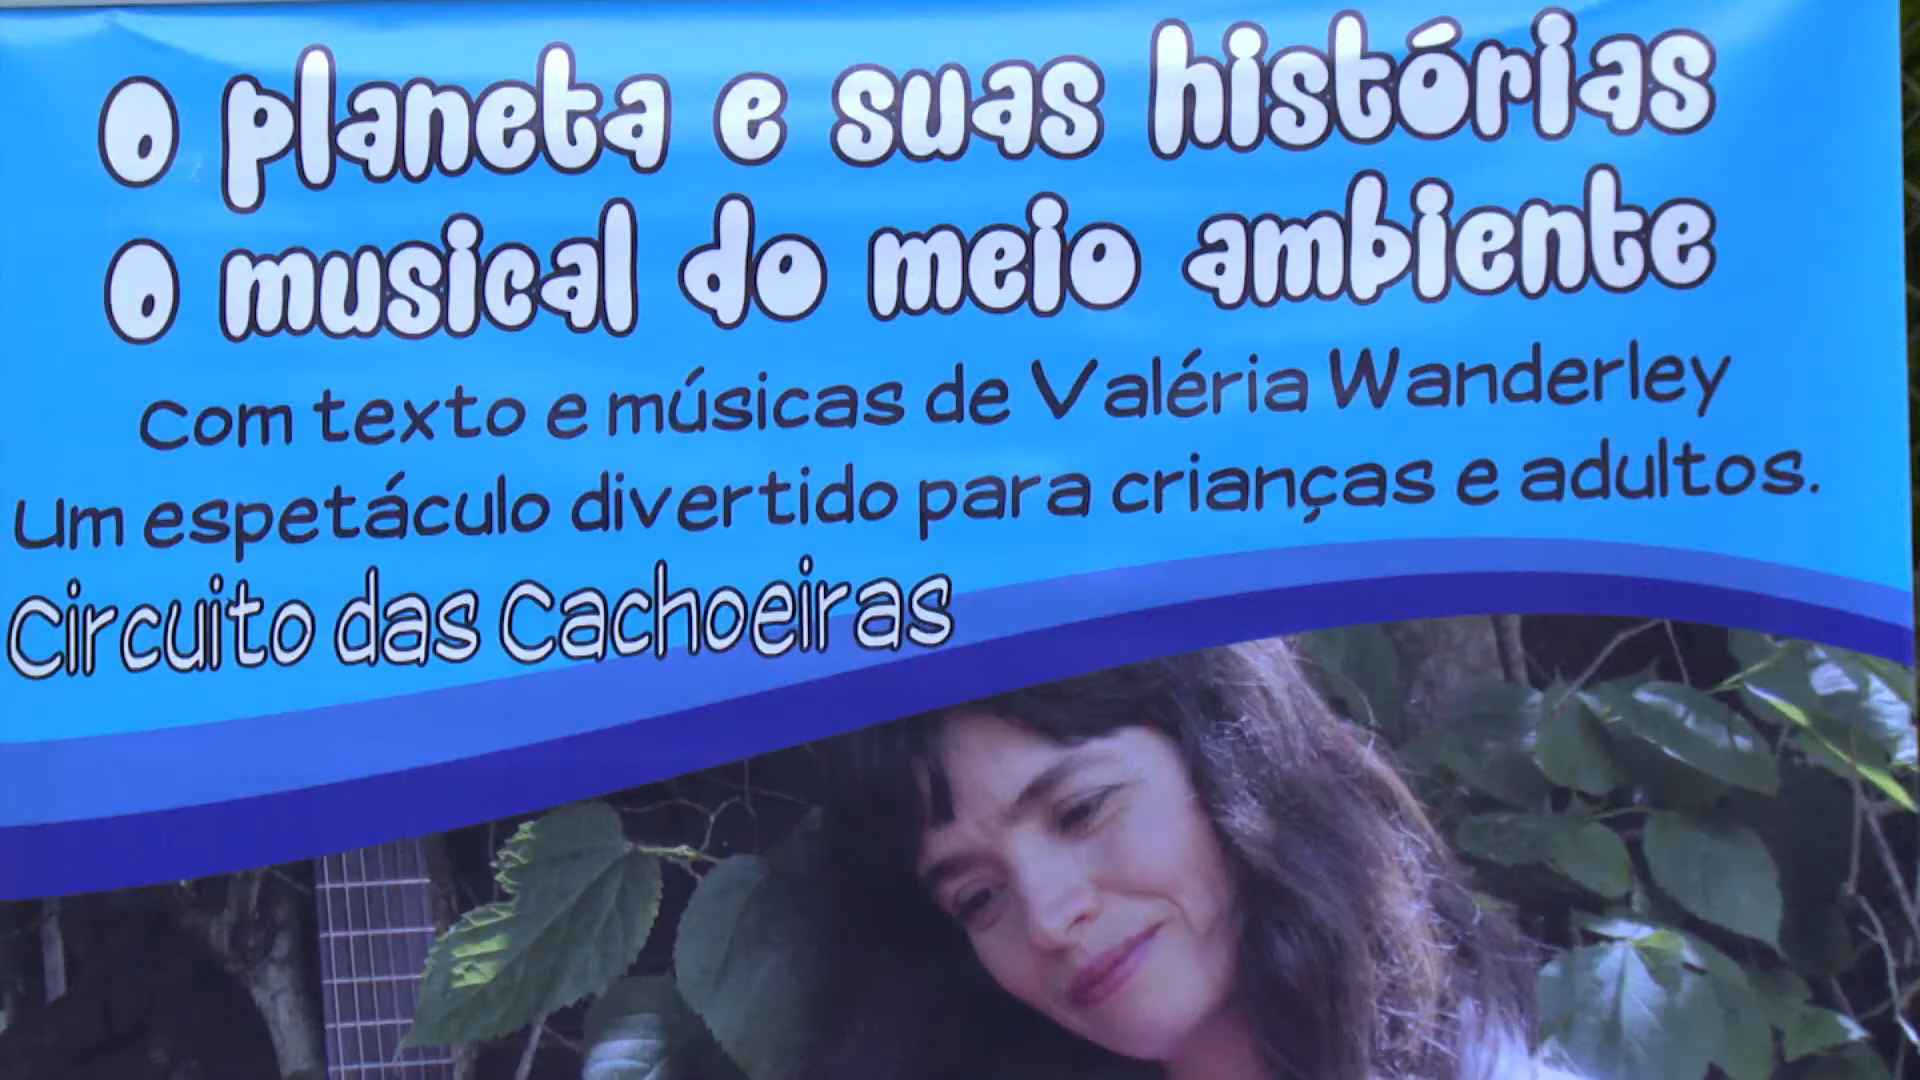 O planeta e suas histórias
O musical do meio ambiente
Com texto e músicas de Valéria Wanderley
Um espetáculo divertido para crianças e adultos.
Circuito das Cachoeiras